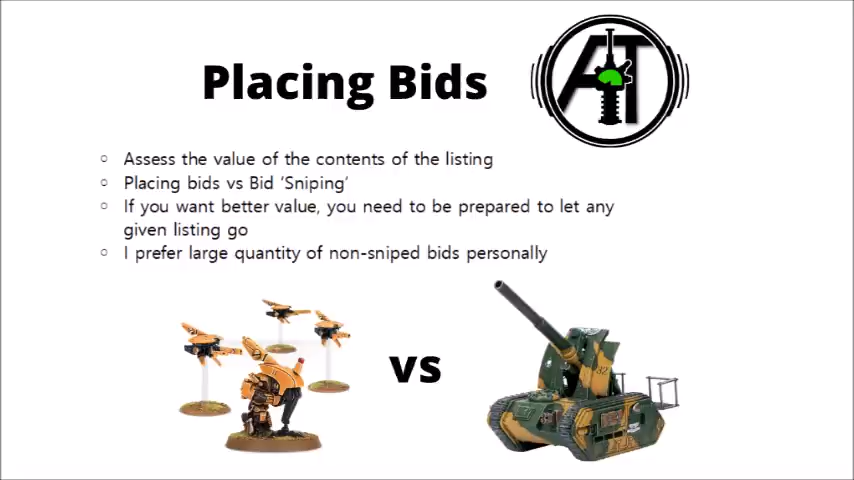 Placing Bids
AT
Assess the value of the contents of the listing
Placing bids vs Bid ‘Sniping’
If you want better value, you need to be prepared to let any
given listing go
I prefer large quantity of non-sniped bids personally
vs